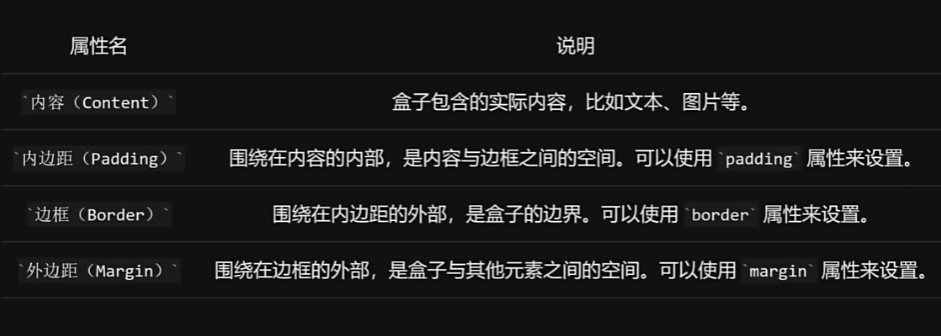 属性名 说明
`内容（Content）` 盒子包含的实际内容，比如文本、图片等。
`内边距（Padding）` 围绕在内容的内部，是内容与边框之间的空间。可以使用 `padding` 属性来设置。
`边框（Border）` 围绕在内边距的外部，是盒子的边界。可以使用 `border` 属性来设置。
`外边距（Margin）` 围绕在边框的外部，是盒子与其他元素之间的空间。可以使用 `margin` 属性来设置。